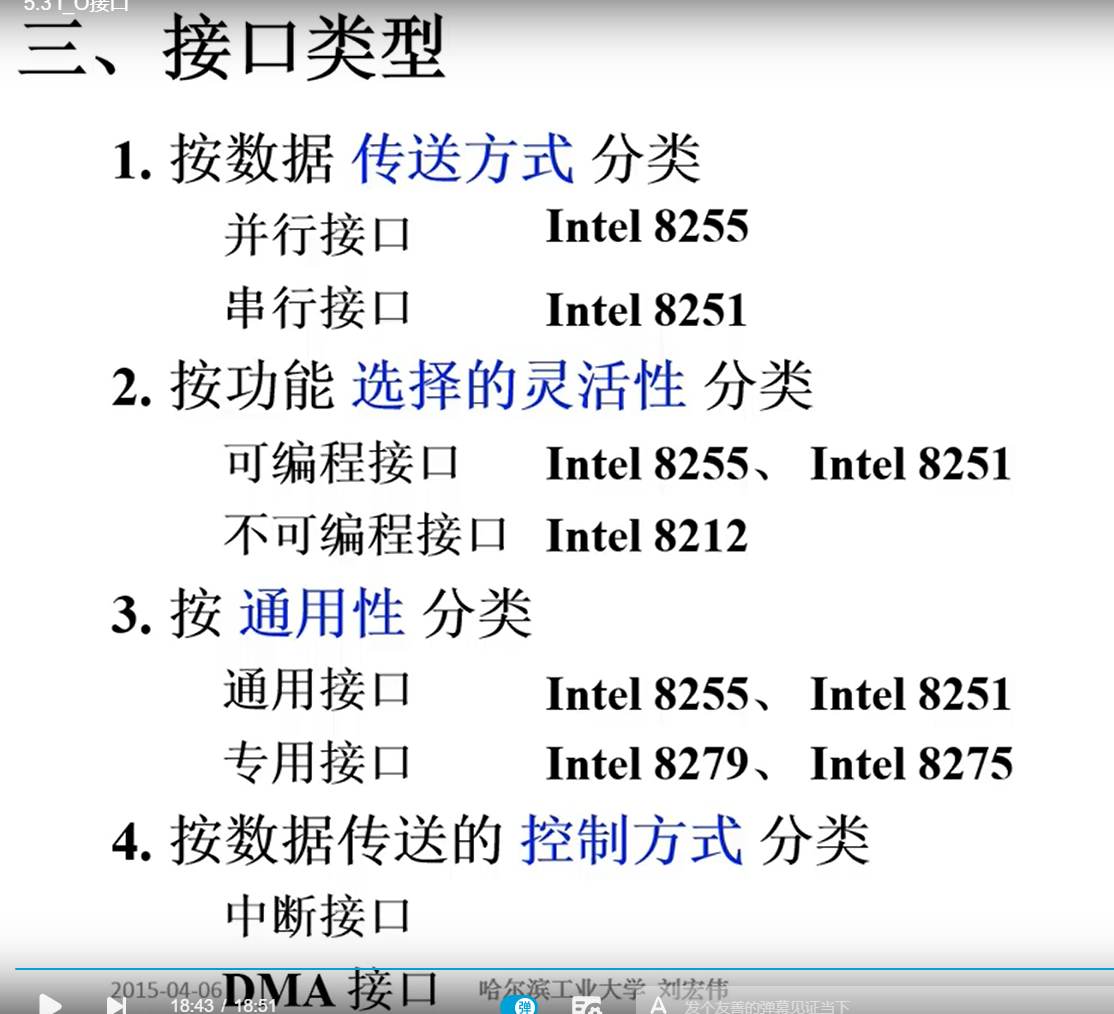 5.31_O接口
三、接口类型
1. 按数据 传送方式 分类
并行接口 Intel 8255
串行接口 Intel 8251
2. 按功能 选择的灵活性 分类
可编程接口 Intel 8255、 Intel 8251
不可编程接口 Intel 8212
3. 按 通用性 分类
通用接口 Intel 8255、 Intel 8251
专用接口 Intel 8279、 Intel 8275
4. 按数据传送的 控制方式 分类
中断接口
DMA 接口
2015-04-06 哈尔滨工业大学 刘宏伟
18:43 / 18:51 弹 A 发个友善的弹幕见证当下